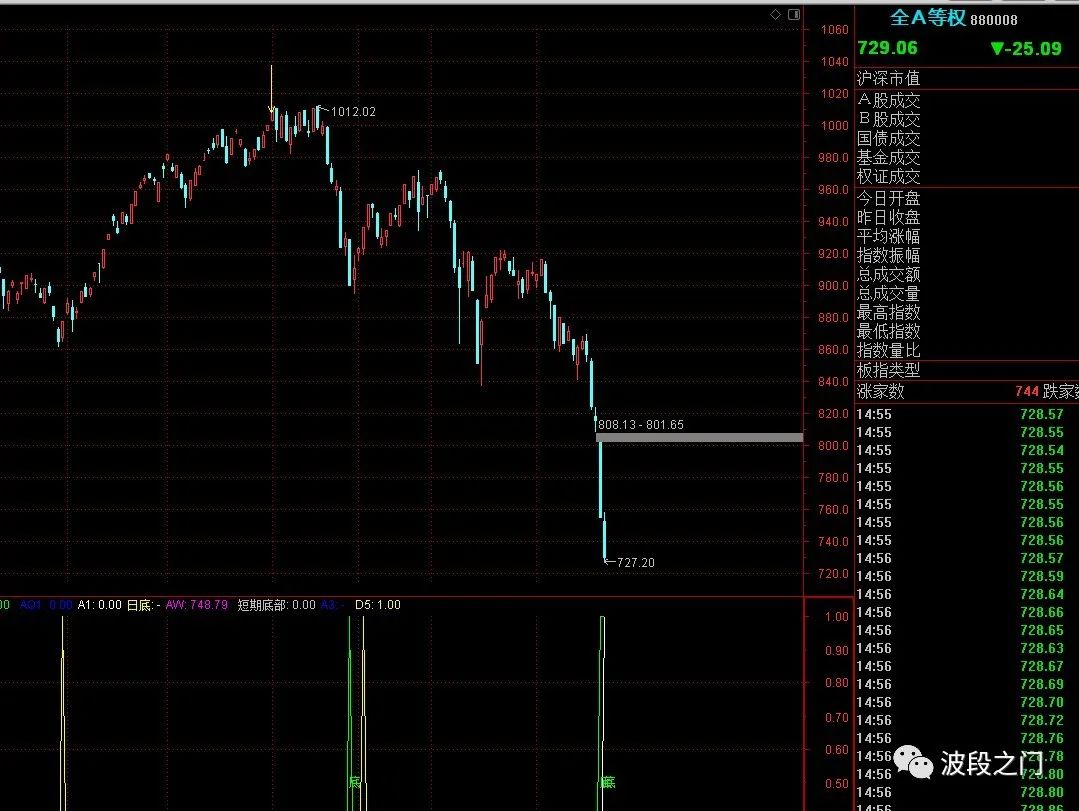 全A等权 880008
729.06 ▼-25.09
沪深市值
A股成交
B股成交
国债成交
基金成交
权证成交
今日开盘
昨日收盘
平均涨幅
指数振幅
总成交额
总成交量
最高指数
最低指数
指数量比
板指类型
涨家数 744 跌家数
14:55 728.57
14:55 728.55
14:55 728.54
14:55 728.55
14:55 728.56
14:55 728.55
14:55 728.56
14:55 728.56
14:56 728.57
14:56 728.59
14:56 728.64
14:56 728.66
14:56 728.65
14:56 728.63
14:56 728.67
14:56 728.69
14:56 728.70
14:56 728.72
14:56 728.76
14:56 .78
14:56 .80
14:56 728.80
14:56 728.86
波段之门
1060
1040
1020
1000
980.0
960.0
940.0
920.0
900.0
880.0
860.0
840.0
820.0
800.0
780.0
760.0
740.0
720.0
1012.02
808.13 - 801.65
727.20
00 AO1: 0.00 A1: 0.00 日底: - AW: 748.79 短期底部: 0.00 A3: - D5: 1.00
1.00
0.90
0.80
0.70
0.60
0.50
底